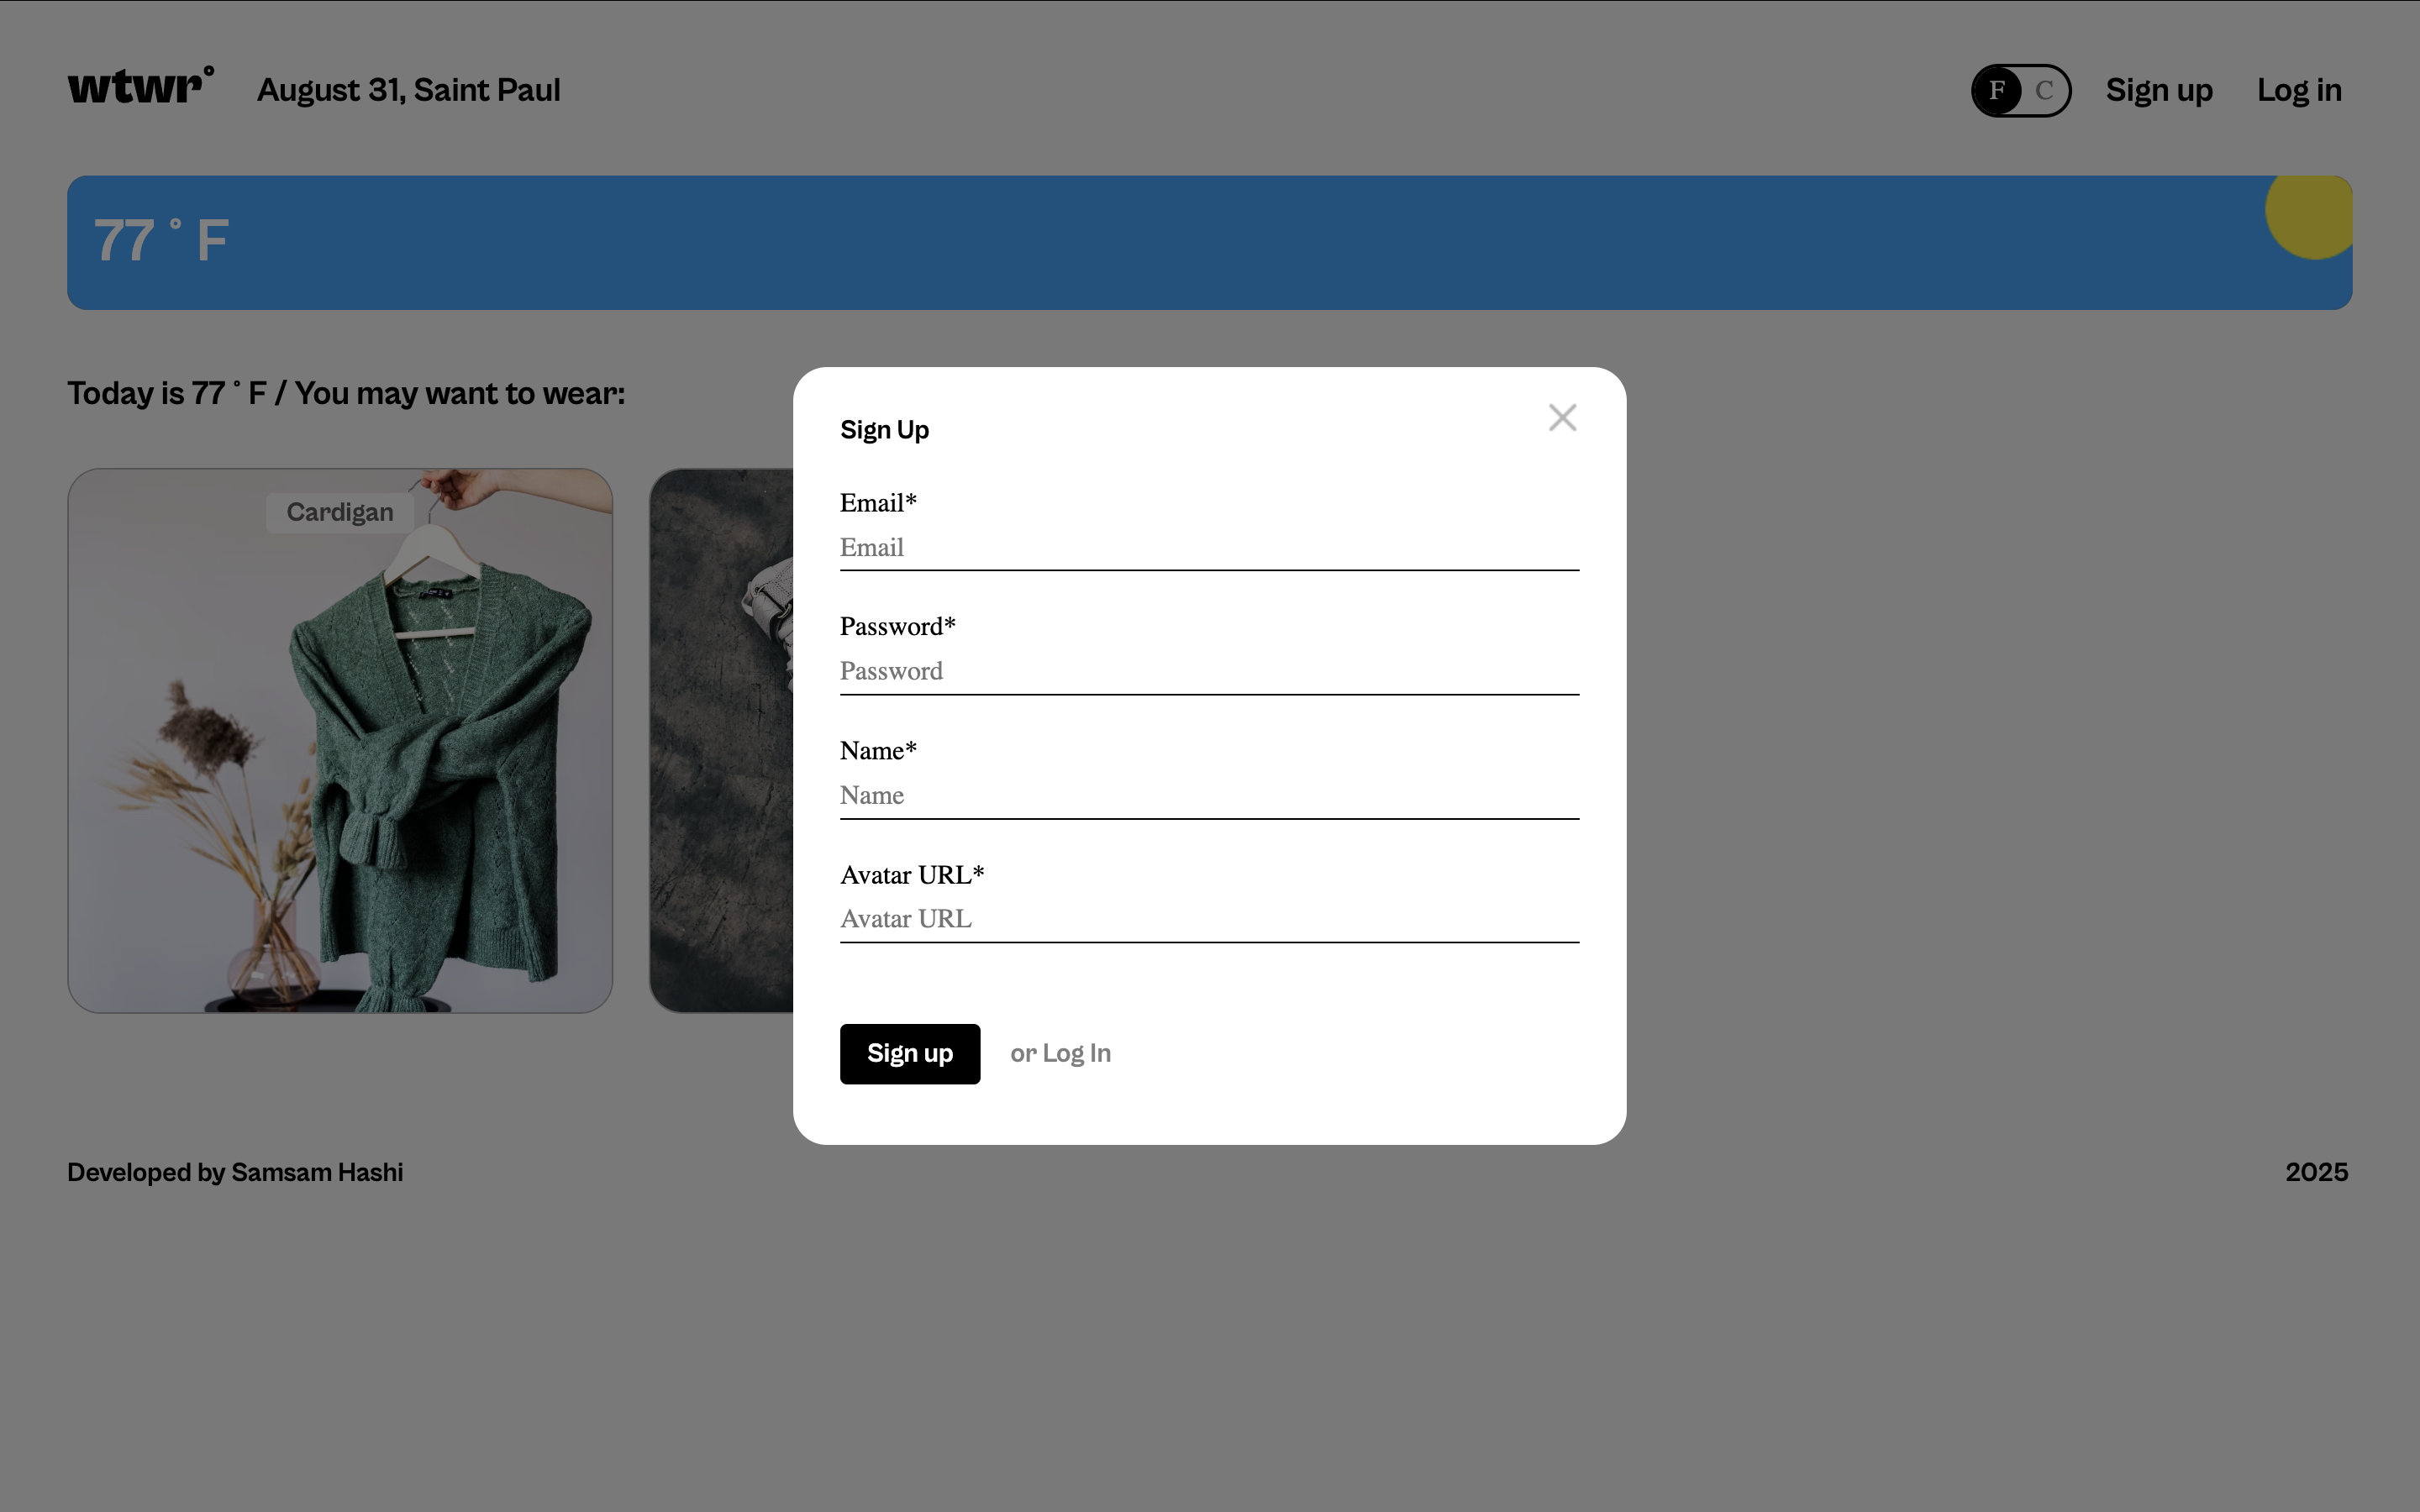 wtwr°
August 31, Saint Paul
F C
Sign up
Log in
77 ° F
Today is 77 ° F / You may want to wear:
Cardigan
Sign Up
Email*
Email
Password*
Password
Name*
Name
Avatar URL*
Avatar URL
Sign up
or Log In
Developed by Samsam Hashi
2025